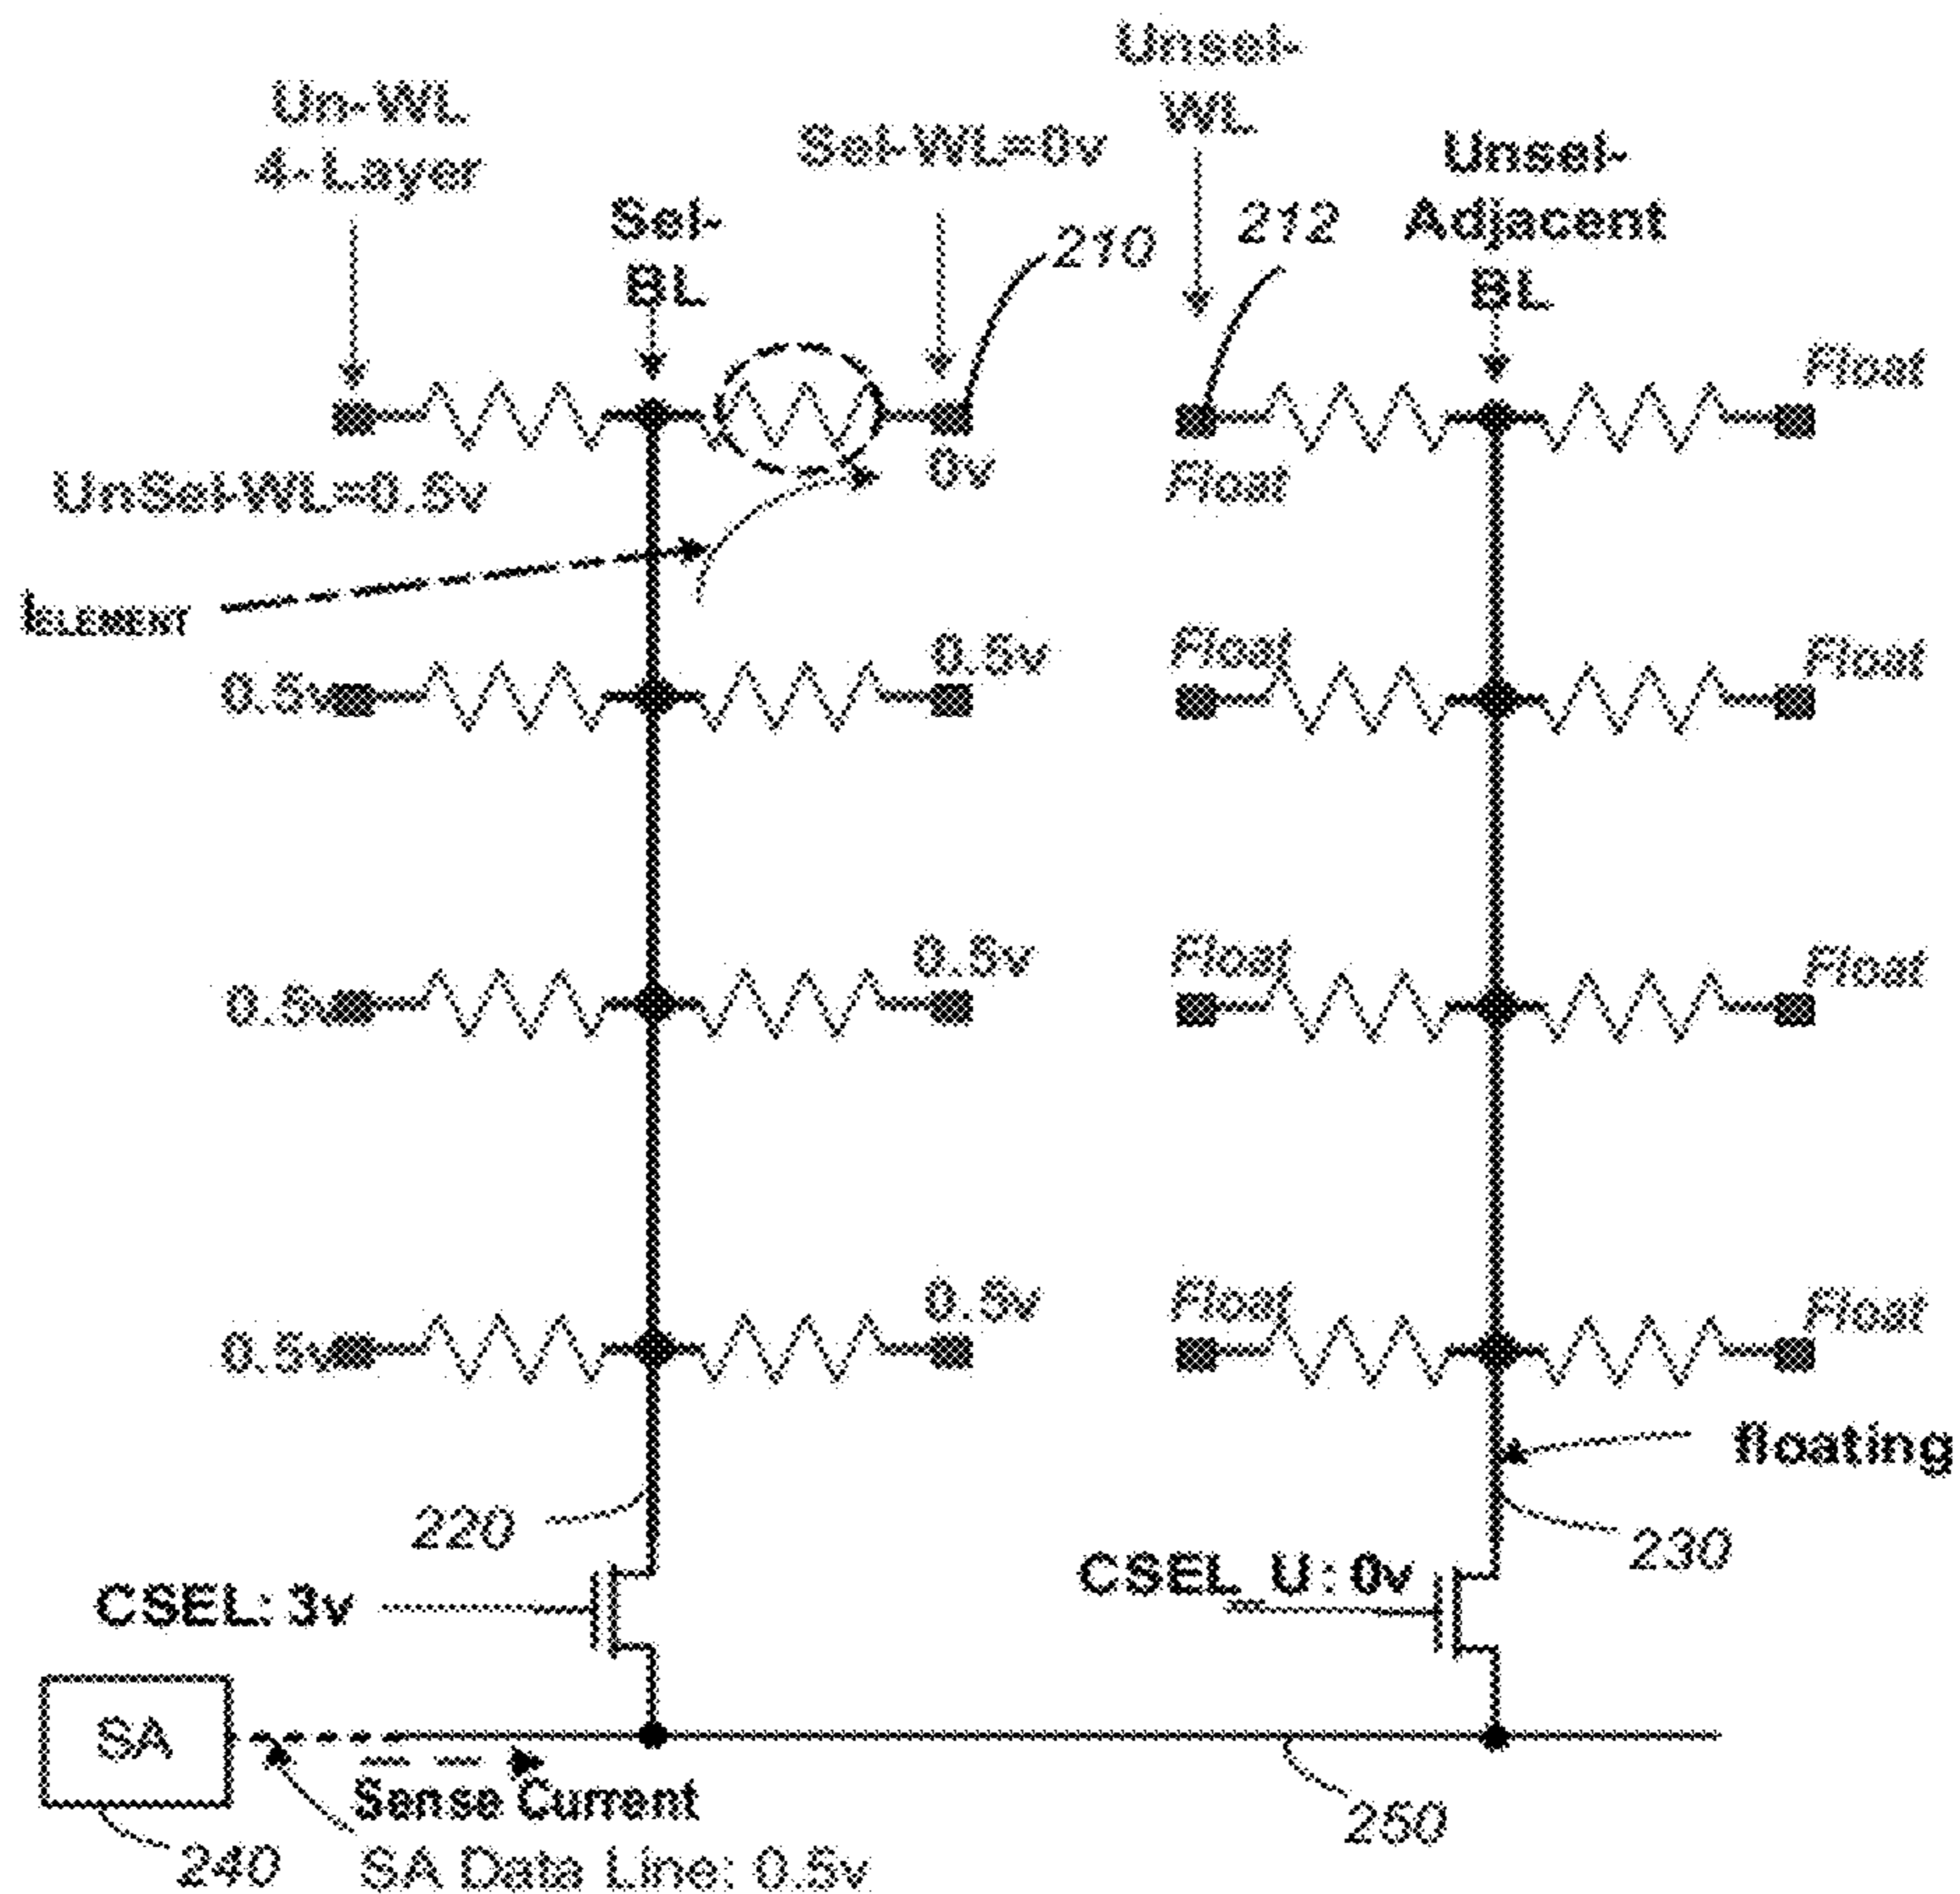 Unsel-
WL
Un-WL
4- Layer
Sel-WL=0v
Unsel-
Adjacent
BL
Sel-
BL
210
212
Float
UnSel-WL=0.5v
0v
Float
IELEMENT
0.5v
0.5v
Float
Float
0.5v
0.5v
Float
Float
0.5v
0.5v
Float
Float
floating
220
230
CSEL: 3v
CSEL_U: 0v
SA
Sense Current
240
SA Data Line: 0.5v
250